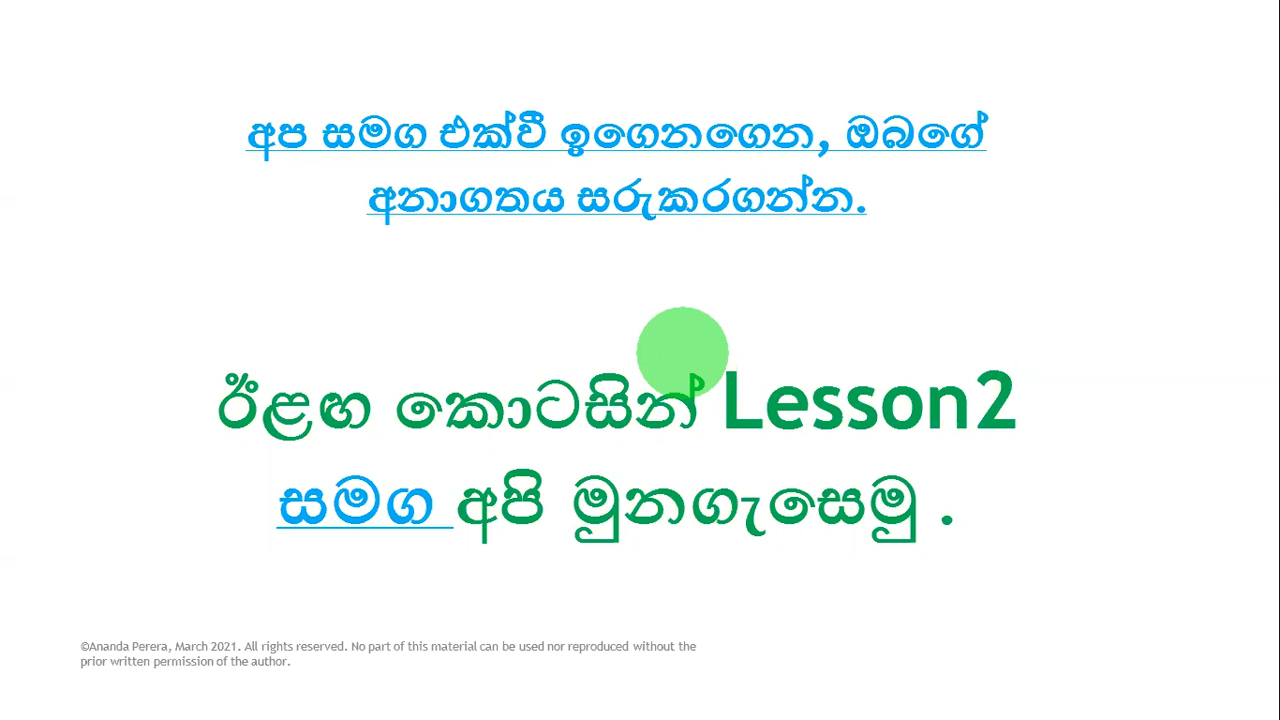 අප සමග එක්වී ඉගෙනගෙන, ඔබගේ
අනාගතය සරුකරගන්න.
ඊළඟ කොටසින් Lesson2
සමග අපි මුනගැසෙමු .
©Ananda Perera, March 2021. All rights reserved. No part of this material can be used nor reproduced without the
prior written permission of the author.